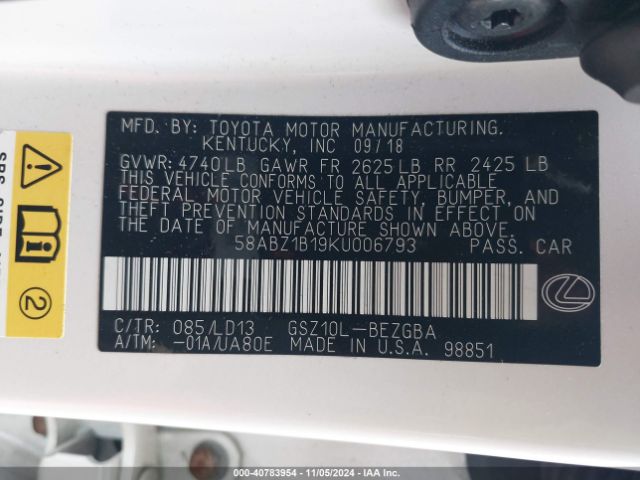 MFD. BY: TOYOTA MOTOR MANUFACTURING.
KENTUCKY, INC 09/18
GVWR: 4740LB GAWR FR 2625LB RR 2425 LB
THIS VEHICLE CONFORMS TO ALL APPLICABLE
FEDERAL MOTOR VEHICLE SAFETY, BUMPER, AND
THEFT PREVENTION STANDARDS IN EFFECT ON
THE DATE OF MANUFACTURE SHOWN ABOVE.
58ABZ1B19KU006793 PASS. CAR
C/TR: 085/LD13 GSZ10L-BEZGBA
A/TM: -01A/UA80E MADE IN U.S.A. 98851
2
000-40783954 - 11/05/2024 - IAA Inc.